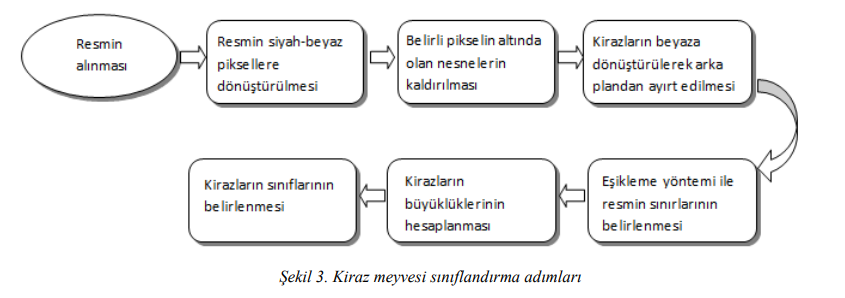 Resmin
alınması
Resmin siyah-beyaz
piksellere
dönüştürülmesi
Belirli pikselin altında
olan nesnelerin
kaldırılması
Kirazların beyaza
dönüştürülerek arka
plandan ayırt edilmesi
Eşikleme yöntemi ile
resmin sınırlarının
belirlenmesi
Kirazların
büyüklüklerinin
hesaplanması
Kirazların sınıflarının
belirlenmesi
Şekil 3. Kiraz meyvesi sınıflandırma adımları